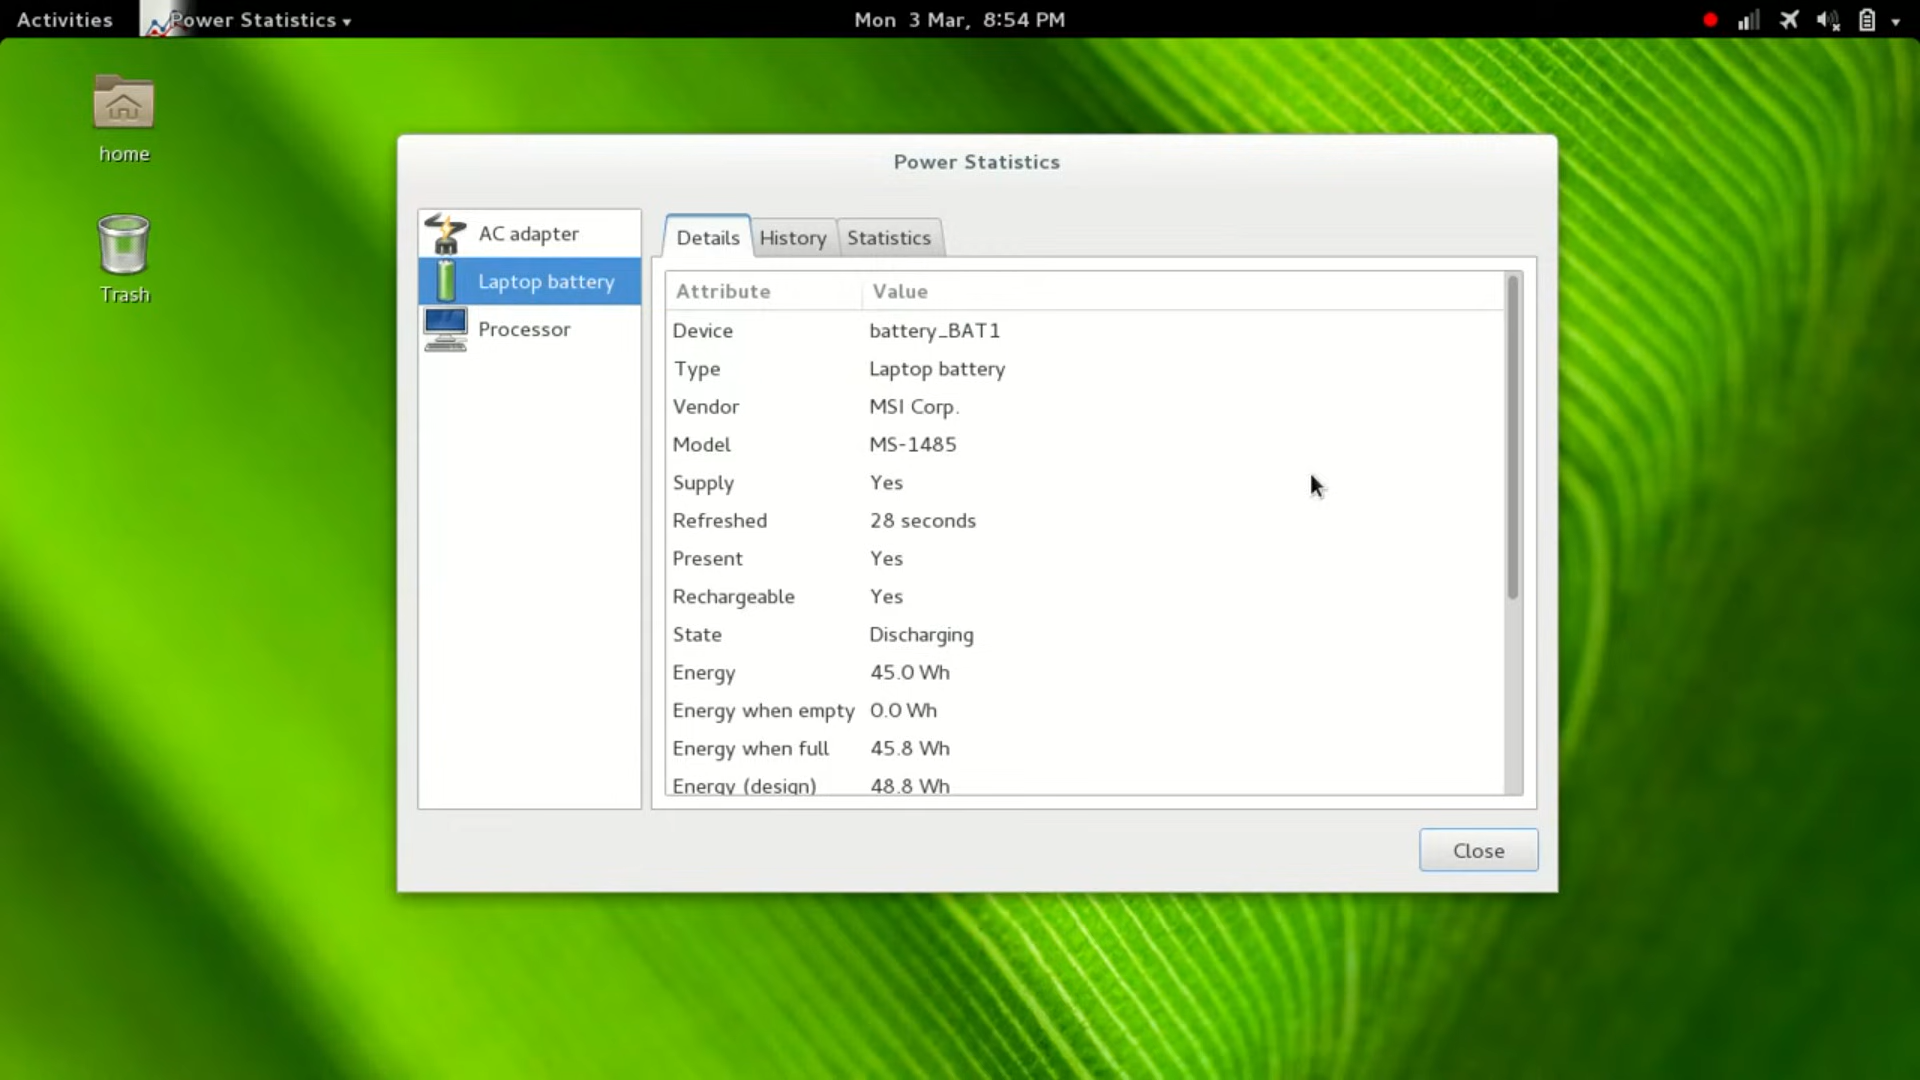 Activities Power Statistics Mon 3 Mar, 8:54 PM
home
Trash
Power Statistics
AC adapter
Laptop battery
Processor
Details History Statistics
Attribute Value
Device battery_BAT1
Type Laptop battery
Vendor MSI Corp.
Model MS-1485
Supply Yes
Refreshed 28 seconds
Present Yes
Rechargeable Yes
State Discharging
Energy 45.0 Wh
Energy when empty 0.0 Wh
Energy when full 45.8 Wh
Energy (design) 48.8 Wh
Close